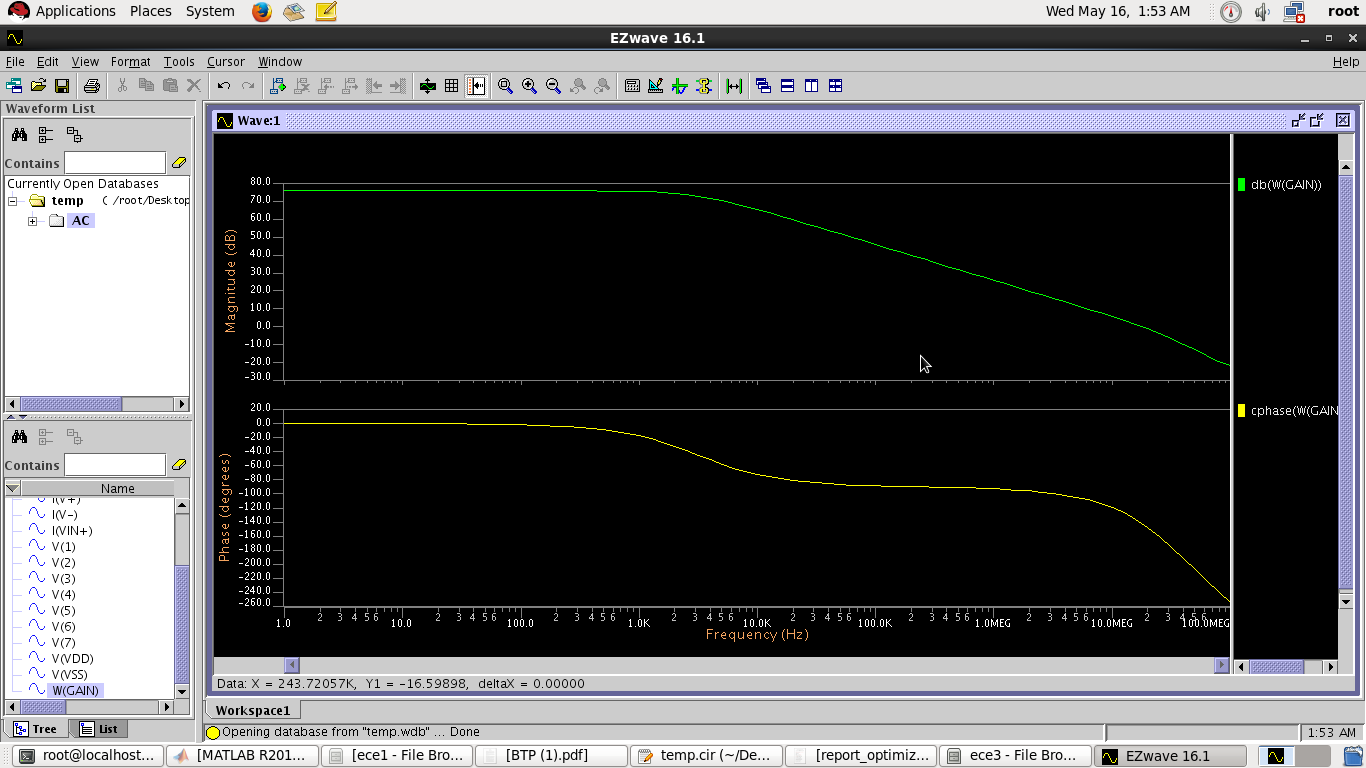 Applications Places System Wed May 16, 1:53 AM root
EZwave 16.1
File Edit View Format Tools Cursor Window Help
Waveform List
Contains
Currently Open Databases
temp ( /root/Desktop
AC
Contains
Name
I(V+)
I(V-)
I(VIN+)
V(1)
V(2)
V(3)
V(4)
V(5)
V(6)
V(7)
V(VDD)
V(VSS)
W(GAIN)
Tree List
Wave:1
80.0
70.0
60.0
50.0
40.0
30.0
20.0
10.0
0.0
-10.0
-20.0
-30.0
Magnitude (dB)
db(W(GAIN))
20.0
0.0
-20.0
-40.0
-60.0
-80.0
-100.0
-120.0
-140.0
-160.0
-180.0
-200.0
-220.0
-240.0
-260.0
Phase (degrees)
cphase(W(GAIN
2 3 4 5 6 2 3 4 5 6 2 3 4 5 6 2 3 4 5 6 2 3 4 5 6 2 3 4 5 6 2 3 4 5 6 2 3 4 5 6
1.0 10.0 100.0 1.0K 10.0K 100.0K 1.0MEG 10.0MEG 100.0MEG
Frequency (Hz)
Data: X = 243.72057K, Y1 = -16.59898, deltaX = 0.00000
Workspace1
Opening database from "temp.wdb" ... Done 1:53 AM
root@localhost... [MATLAB R201... [ece1 - File Bro... [BTP (1).pdf] temp.cir (~/De... [report_optimiz... ece3 - File Bro... EZwave 16.1